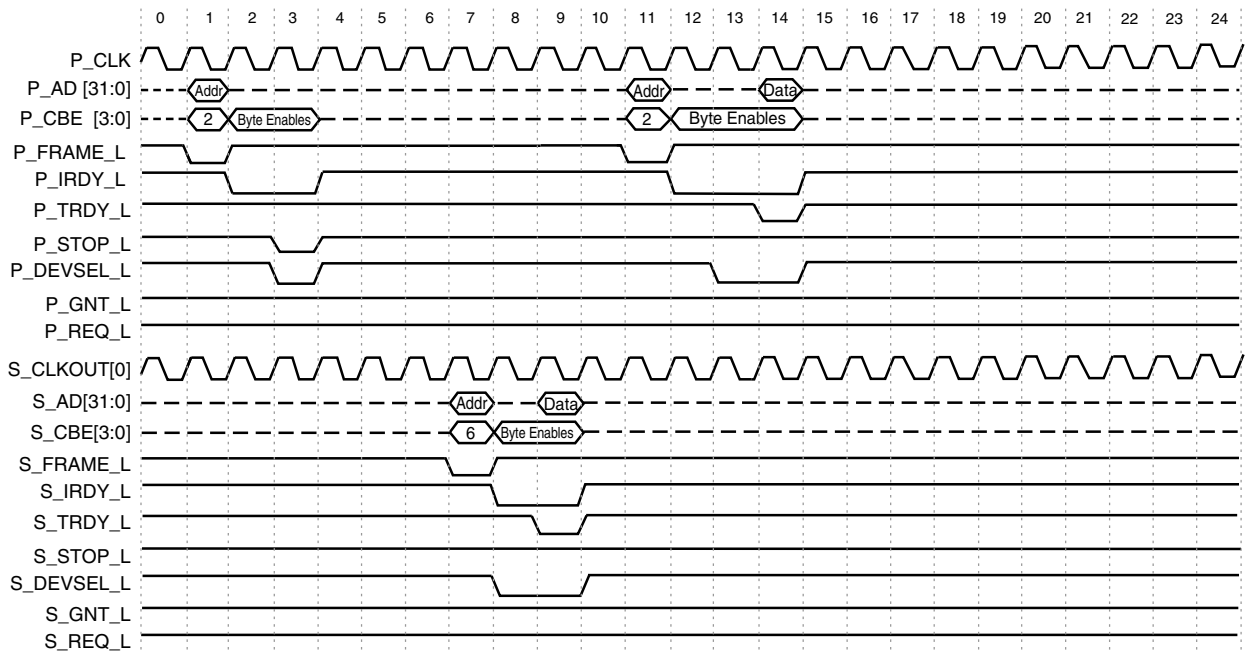 0 1 2 3 4 5 6 7 8 9 10 11 12 13 14 15 16 17 18 19 20 21 22 23 24
P_CLK
P_AD [31:0] Addr Addr Data
P_CBE [3:0] 2 Byte Enables 2 Byte Enables
P_FRAME_L
P_IRDY_L
P_TRDY_L
P_STOP_L
P_DEVSEL_L
P_GNT_L
P_REQ_L
S_CLKOUT[0]
S_AD[31:0] Addr Data
S_CBE[3:0] 6 Byte Enables
S_FRAME_L
S_IRDY_L
S_TRDY_L
S_STOP_L
S_DEVSEL_L
S_GNT_L
S_REQ_L